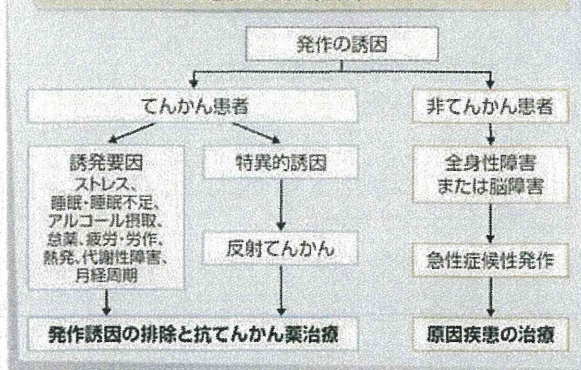 発作の誘因
てんかん患者
非てんかん患者
誘発要因
ストレス、
睡眠・睡眠不足、
アルコール摂取、
怠薬、疲労・労作、
熱発、代謝性障害、
月経周期
特異的誘因
反射てんかん
全身性障害
または脳障害
急性症候性発作
発作誘因の排除と抗てんかん薬治療
原因疾患の治療